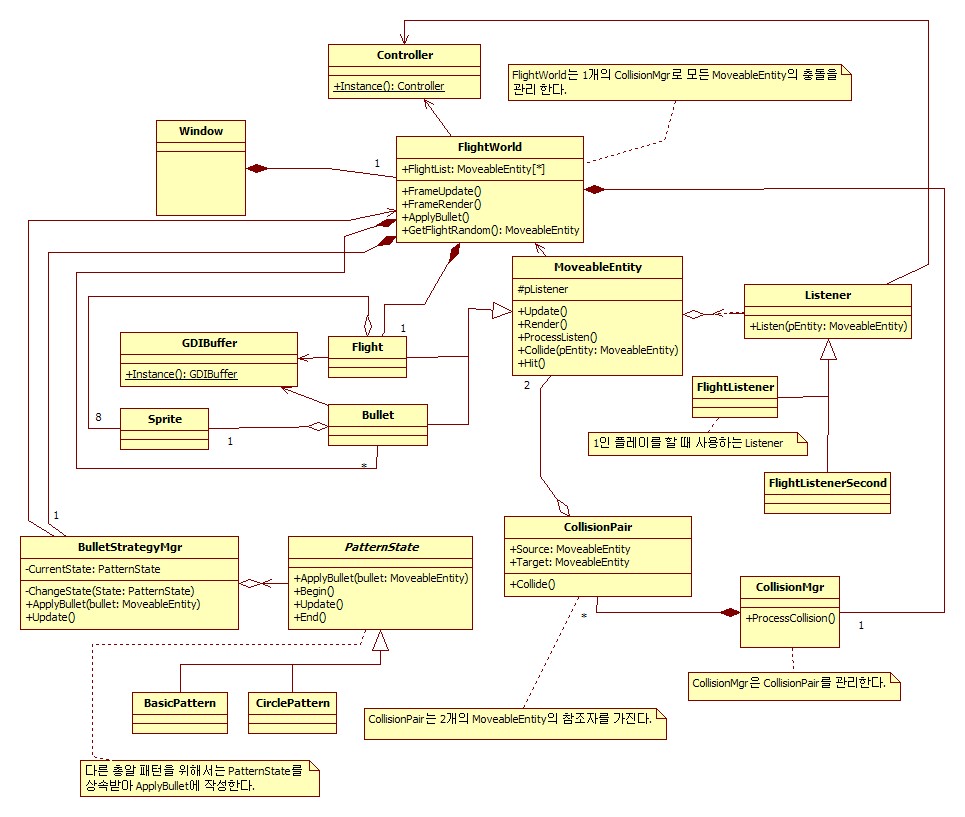 Controller
+Instance(): Controller
FlightWorld는 1개의 CollisionMgr로 모든 MoveableEntity의 충돌을
관리 한다.
Window
1
FlightWorld
+FlightList: MoveableEntity[*]
+FrameUpdate()
+FrameRender()
+ApplyBullet()
+GetFlightRandom(): MoveableEntity
MoveableEntity
#pListener
+Update()
+Render()
+ProcessListen()
+Collide(pEntity: MoveableEntity)
+Hit()
Listener
+Listen(pEntity: MoveableEntity)
1
Flight
GDIBuffer
+Instance(): GDIBuffer
2
FlightListener
8
Sprite
1
Bullet
*
1인 플레이를 할 때 사용하는 Listener
FlightListenerSecond
1
BulletStrategyMgr
-CurrentState: PatternState
-ChangeState(State: PatternState)
+ApplyBullet(bullet: MoveableEntity)
+Update()
PatternState
+ApplyBullet(bullet: MoveableEntity)
+Begin()
+Update()
+End()
CollisionPair
+Source: MoveableEntity
+Target: MoveableEntity
+Collide()
*
CollisionMgr
+ProcessCollision()
1
CollisionMgr은 CollisionPair를 관리한다.
BasicPattern
CirclePattern
CollisionPair는 2개의 MoveableEntity의 참조자를 가진다.
다른 총알 패턴을 위해서는 PatternState를
상속받아 ApplyBullet에 작성한다.